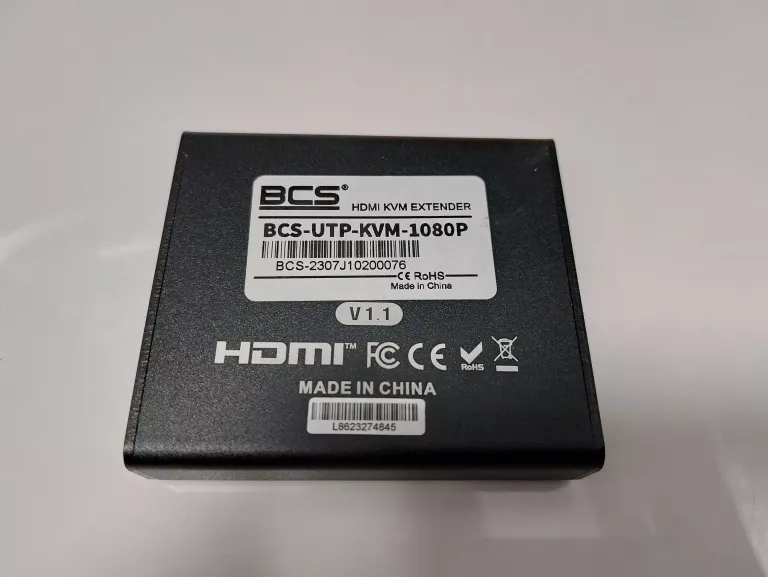 BCS® HDMI KVM EXTENDER
BCS-UTP-KVM-1080P
BCS-2307J10200076
CE RoHS
Made in China
V 1.1
HDMI™ FC CE RoHS
MADE IN CHINA
L8623274845